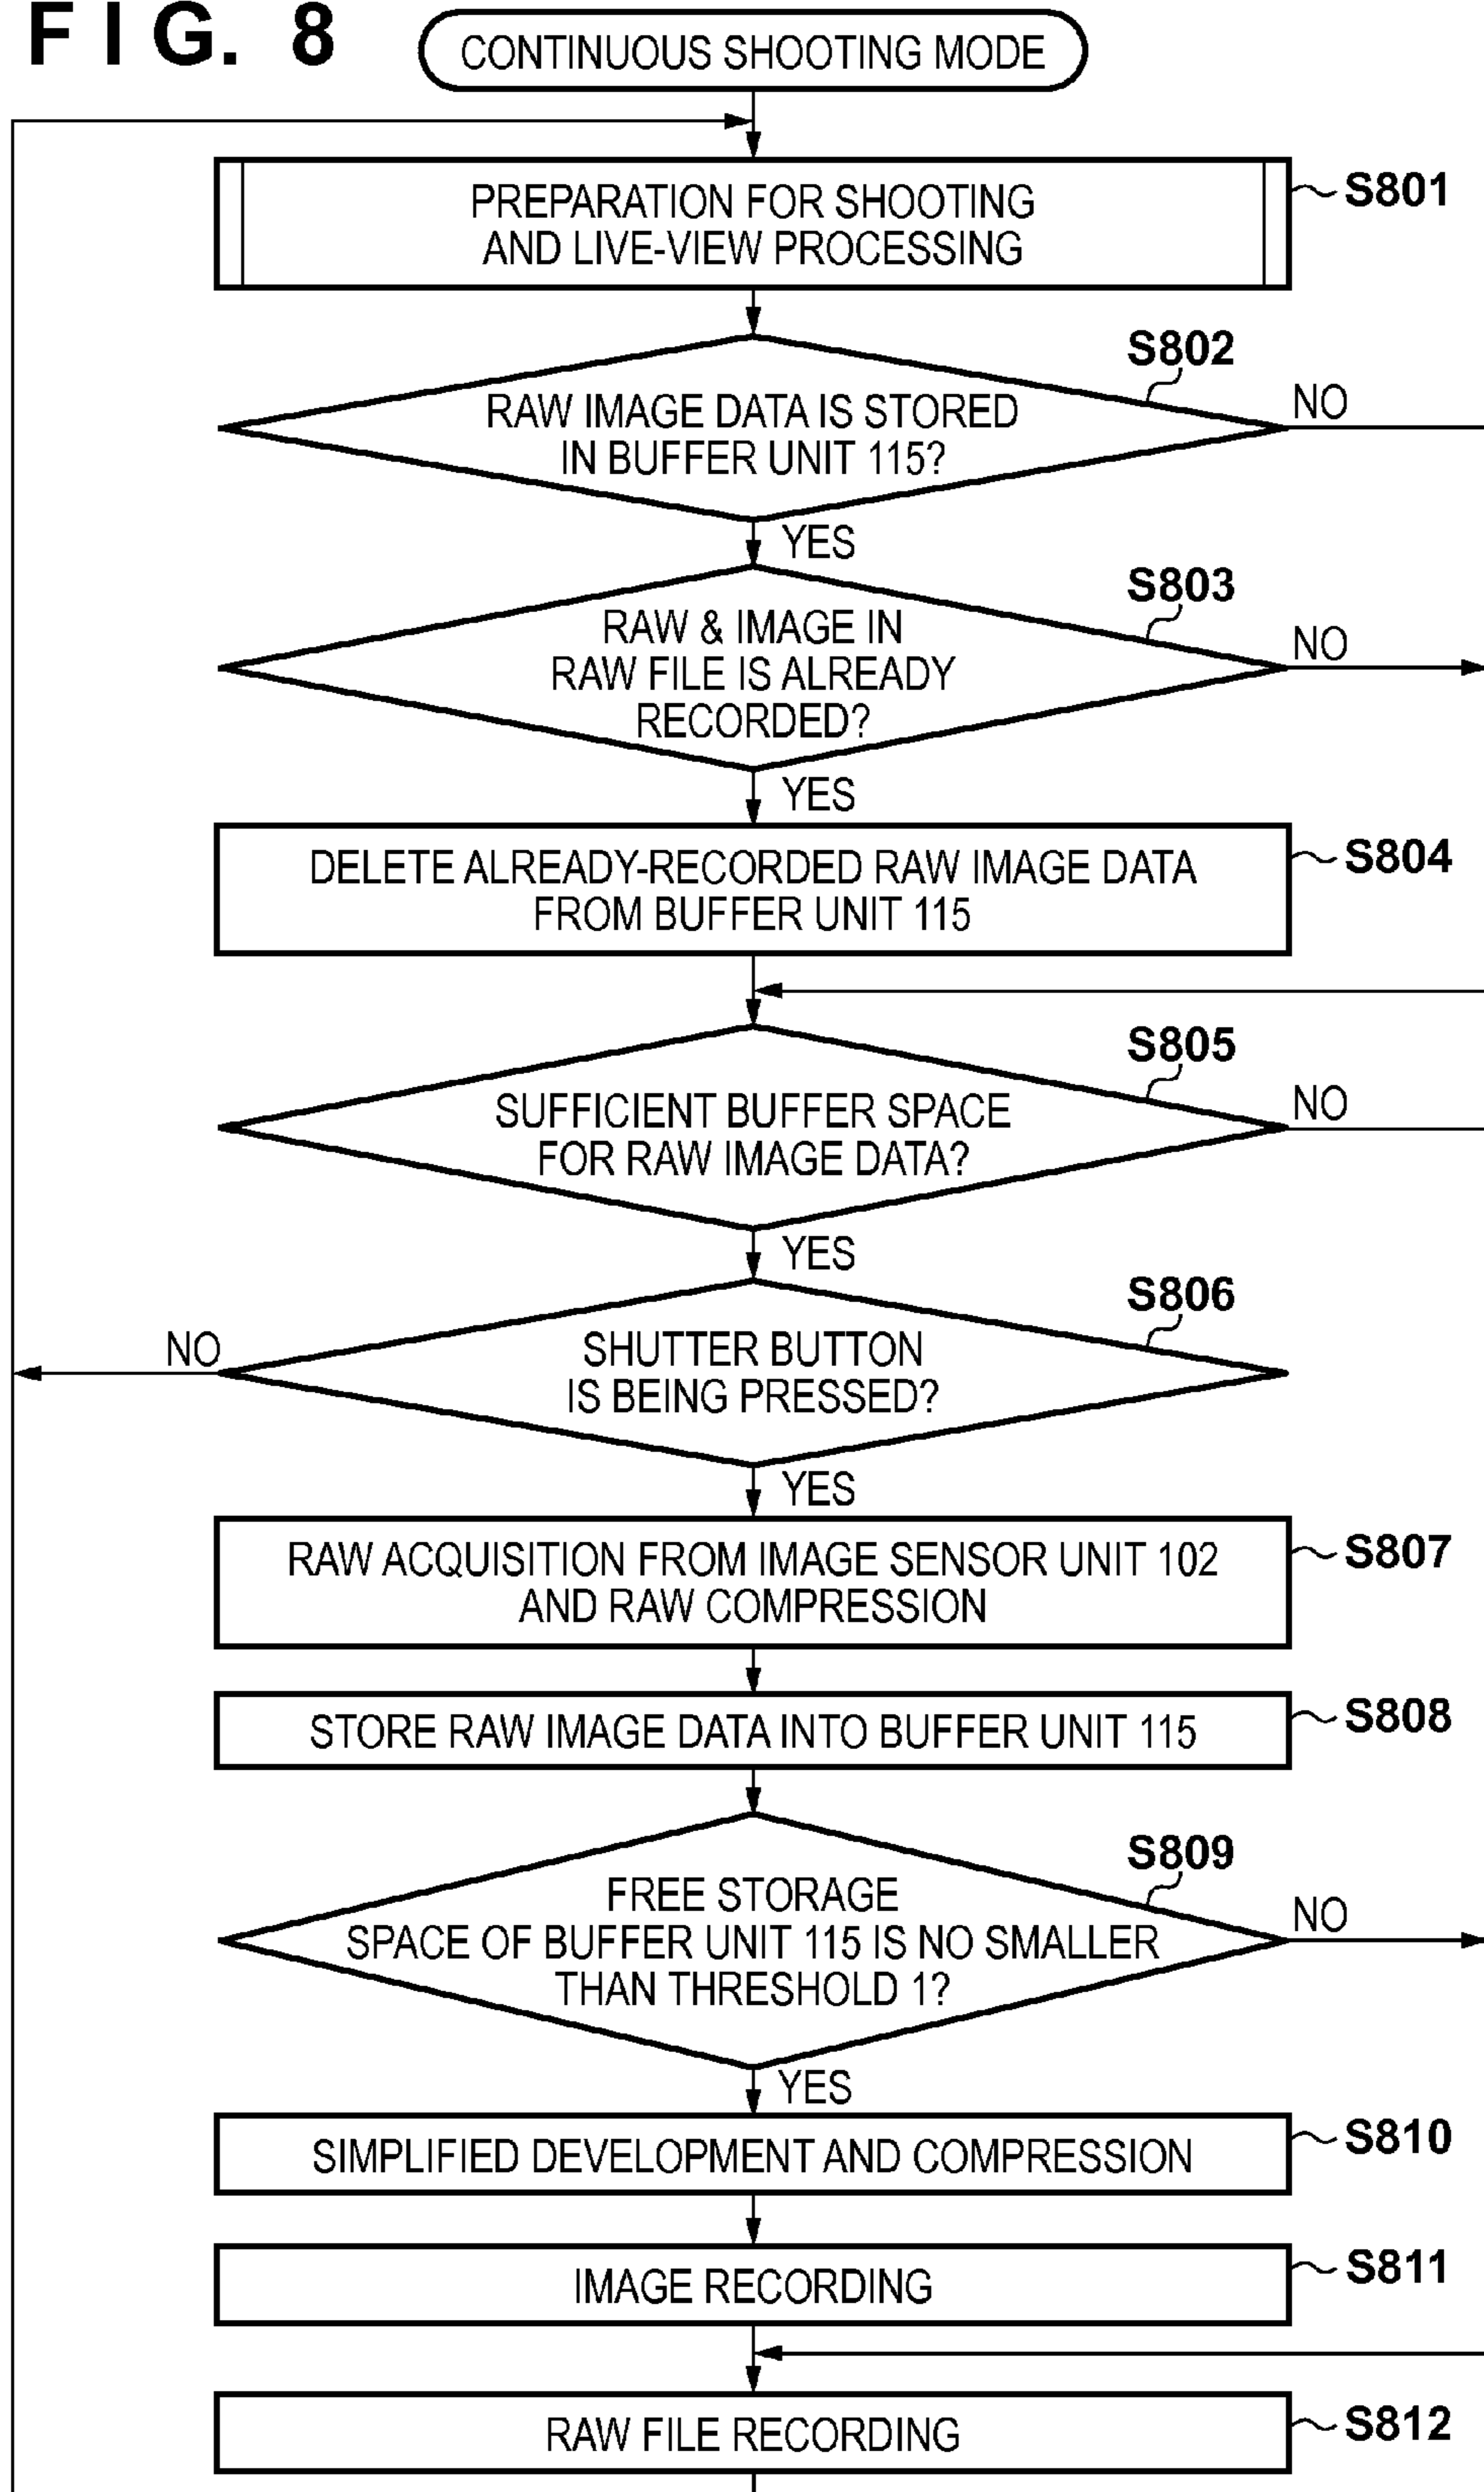 FIG. 8
CONTINUOUS SHOOTING MODE
PREPARATION FOR SHOOTING
AND LIVE-VIEW PROCESSING
S801
S802
RAW IMAGE DATA IS STORED
IN BUFFER UNIT 115?
NO
YES
S803
RAW & IMAGE IN
RAW FILE IS ALREADY
RECORDED?
NO
YES
DELETE ALREADY-RECORDED RAW IMAGE DATA
FROM BUFFER UNIT 115
S804
S805
SUFFICIENT BUFFER SPACE
FOR RAW IMAGE DATA?
NO
YES
S806
SHUTTER BUTTON
IS BEING PRESSED?
NO
YES
RAW ACQUISITION FROM IMAGE SENSOR UNIT 102
AND RAW COMPRESSION
S807
STORE RAW IMAGE DATA INTO BUFFER UNIT 115
S808
S809
FREE STORAGE
SPACE OF BUFFER UNIT 115 IS NO SMALLER
THAN THRESHOLD 1?
NO
YES
SIMPLIFIED DEVELOPMENT AND COMPRESSION
S810
IMAGE RECORDING
S811
RAW FILE RECORDING
S812